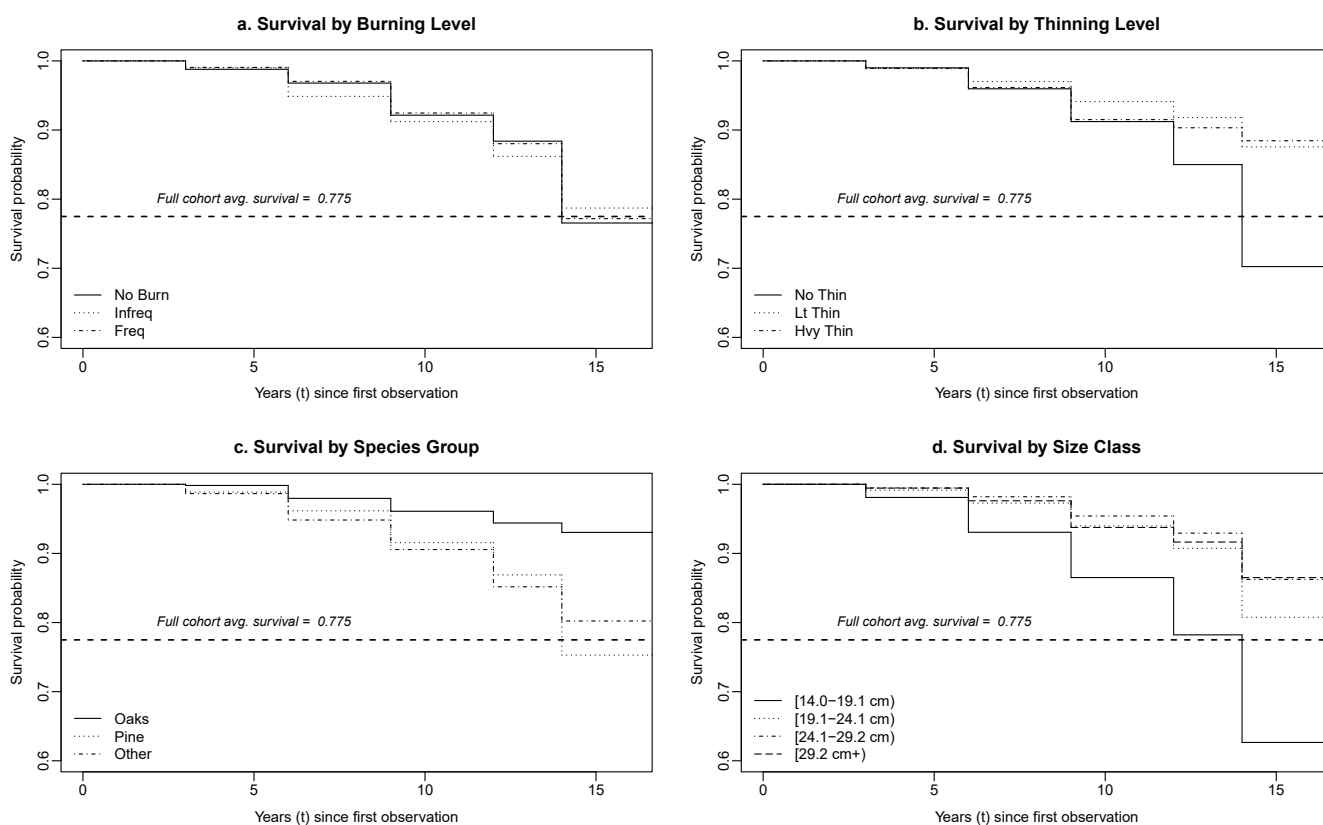 a. Survival by Burning Level
1.0
0.9
0.8
0.7
0.6
Survival probability
Full cohort avg. survival = 0.775
No Burn
Infreq
Freq
0 5 10 15
Years (t) since first observation
b. Survival by Thinning Level
1.0
0.9
0.8
0.7
0.6
Survival probability
Full cohort avg. survival = 0.775
No Thin
Lt Thin
Hvy Thin
0 5 10 15
Years (t) since first observation
c. Survival by Species Group
1.0
0.9
0.8
0.7
0.6
Survival probability
Full cohort avg. survival = 0.775
Oaks
Pine
Other
0 5 10 15
Years (t) since first observation
d. Survival by Size Class
1.0
0.9
0.8
0.7
0.6
Survival probability
Full cohort avg. survival = 0.775
[14.0−19.1 cm)
[19.1−24.1 cm)
[24.1−29.2 cm)
[29.2 cm+)
0 5 10 15
Years (t) since first observation